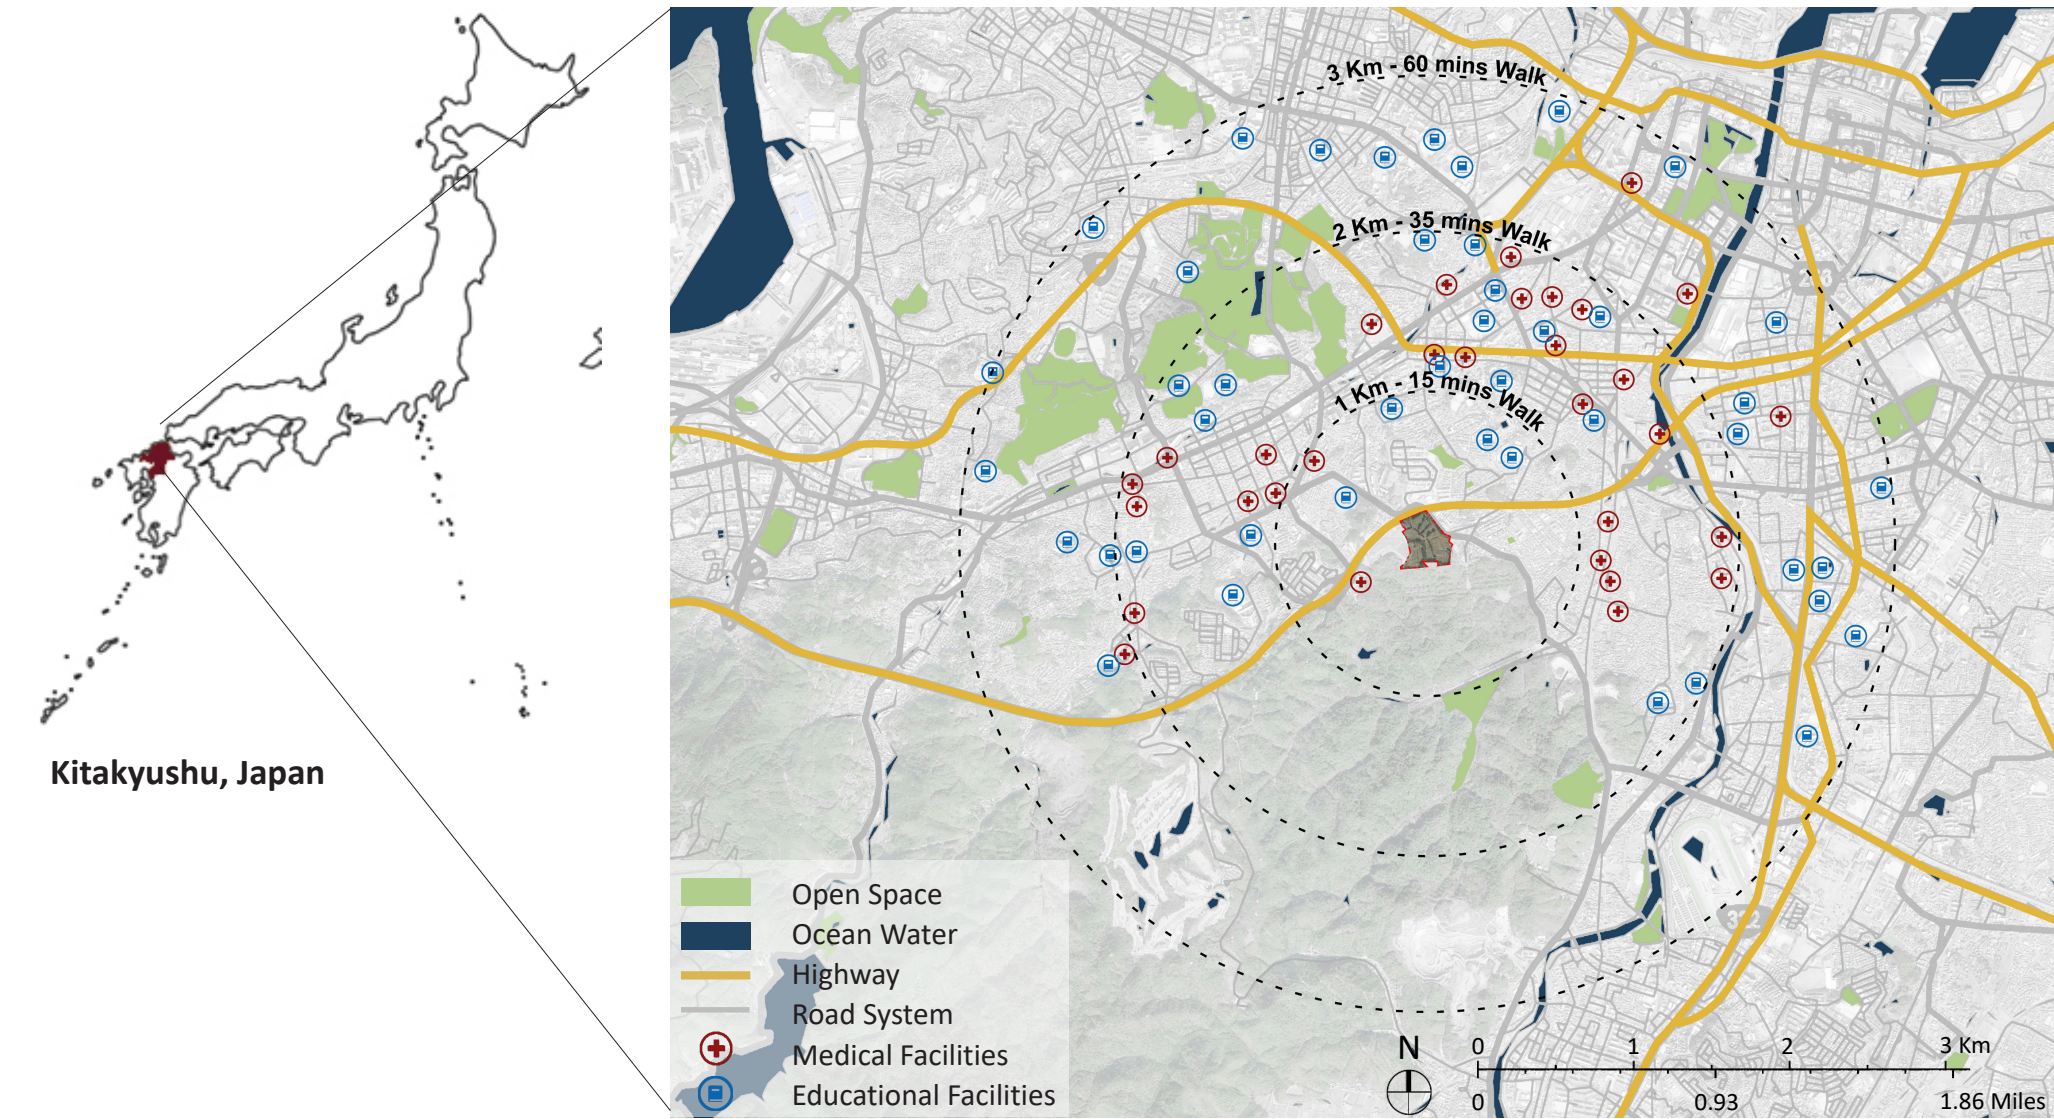 3 Km - 60 mins Walk
2 Km - 35 mins Walk
1 Km - 15 mins Walk
Kitakyushu, Japan
Open Space
Ocean Water
Highway
Road System
Medical Facilities
Educational Facilities
N
0 1 2 3 Km
0 0.93 1.86 Miles
322